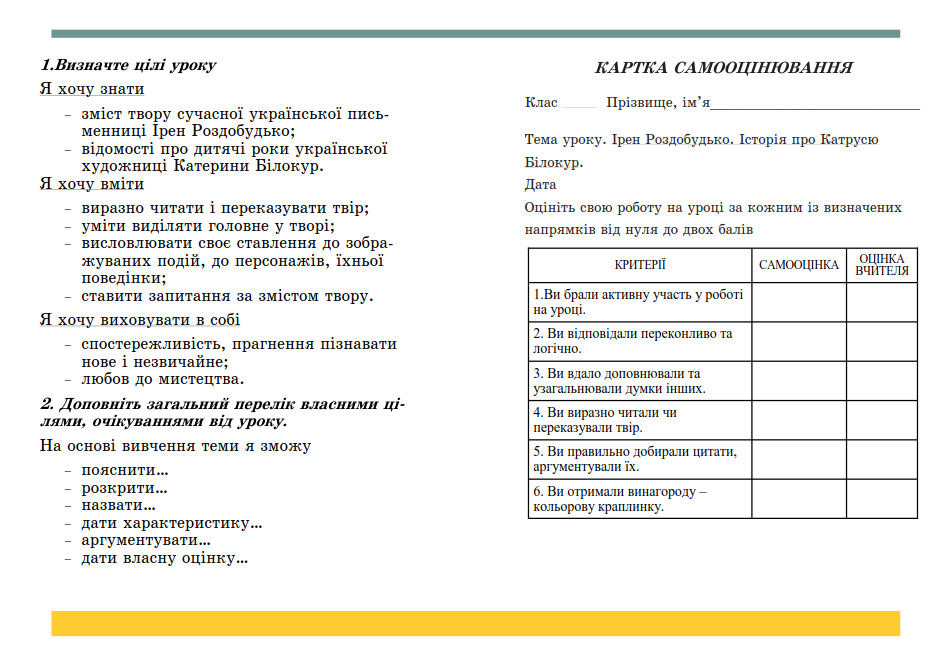 1.Визначте цілі уроку
Я хочу знати
– зміст твору сучасної української пись-
менниці Ірен Роздобудько;
– відомості про дитячі роки української
художниці Катерини Білокур.
Я хочу вміти
– виразно читати і переказувати твір;
– уміти виділяти головне у творі;
– висловлювати своє ставлення до зобра-
жуваних подій, до персонажів, їхньої
поведінки;
– ставити запитання за змістом твору.
Я хочу виховувати в собі
– спостережливість, прагнення пізнавати
нове і незвичайне;
– любов до мистецтва.
2. Доповніть загальний перелік власними ці-
лями, очікуваннями від уроку.
На основі вивчення теми я зможу
– пояснити...
– розкрити...
– назвати...
– дати характеристику...
– аргументувати...
– дати власну оцінку...
КАРТКА САМООЦІНЮВАННЯ
Клас _____ Прізвище, ім’я____________________________
Тема уроку. Ірен Роздобудько. Історія про Катрусю
Білокур.
Дата
Оцініть свою роботу на уроці за кожним із визначених
напрямків від нуля до двох балів
КРИТЕРІЇ САМООЦІНКА ОЦІНКА
ВЧИТЕЛЯ
1.Ви брали активну участь у роботі
на уроці.
2. Ви відповідали переконливо та
логічно.
3. Ви вдало доповнювали та
узагальнювали думки інших.
4. Ви виразно читали чи
переказували твір.
5. Ви правильно добирали цитати,
аргументували їх.
6. Ви отримали винагороду –
кольорову краплинку.